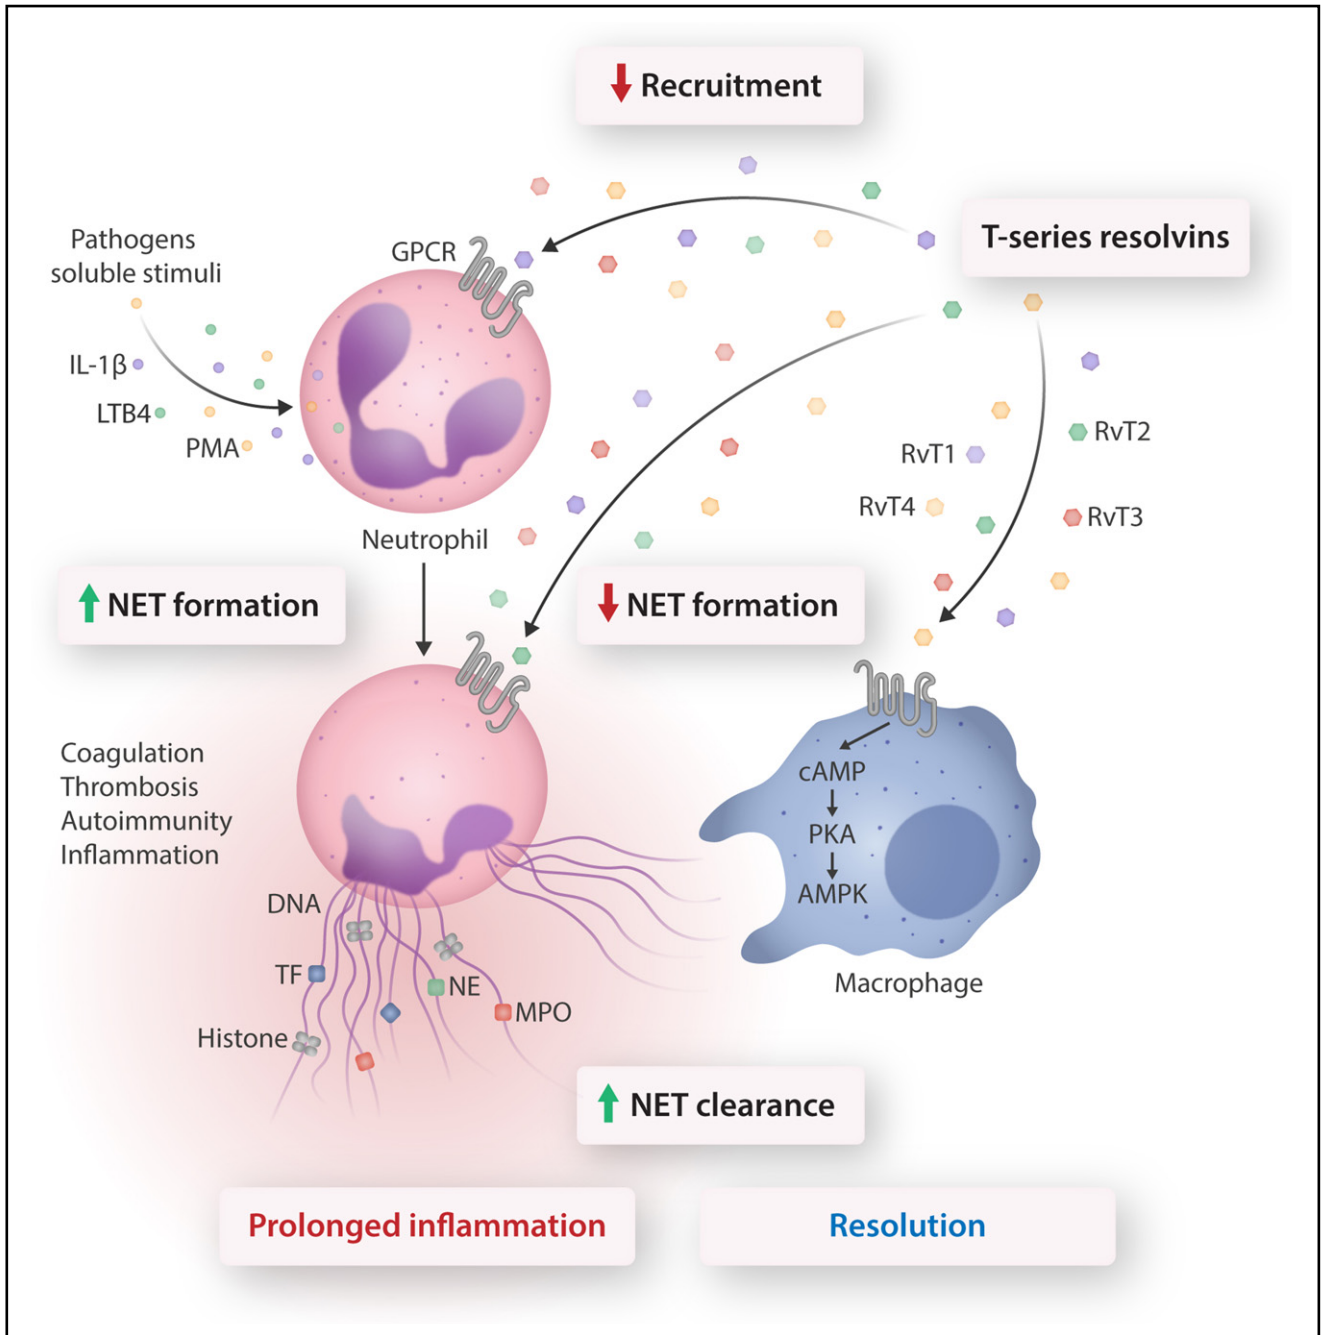 Recruitment
T-series resolvins
Pathogens
soluble stimuli
GPCR
IL-1β
LTB4
PMA
Neutrophil
RvT1
RvT2
RvT4
RvT3
NET formation
NET formation
Coagulation
Thrombosis
Autoimmunity
Inflammation
cAMP
PKA
AMPK
Macrophage
DNA
TF
NE
MPO
Histone
NET clearance
Prolonged inflammation
Resolution